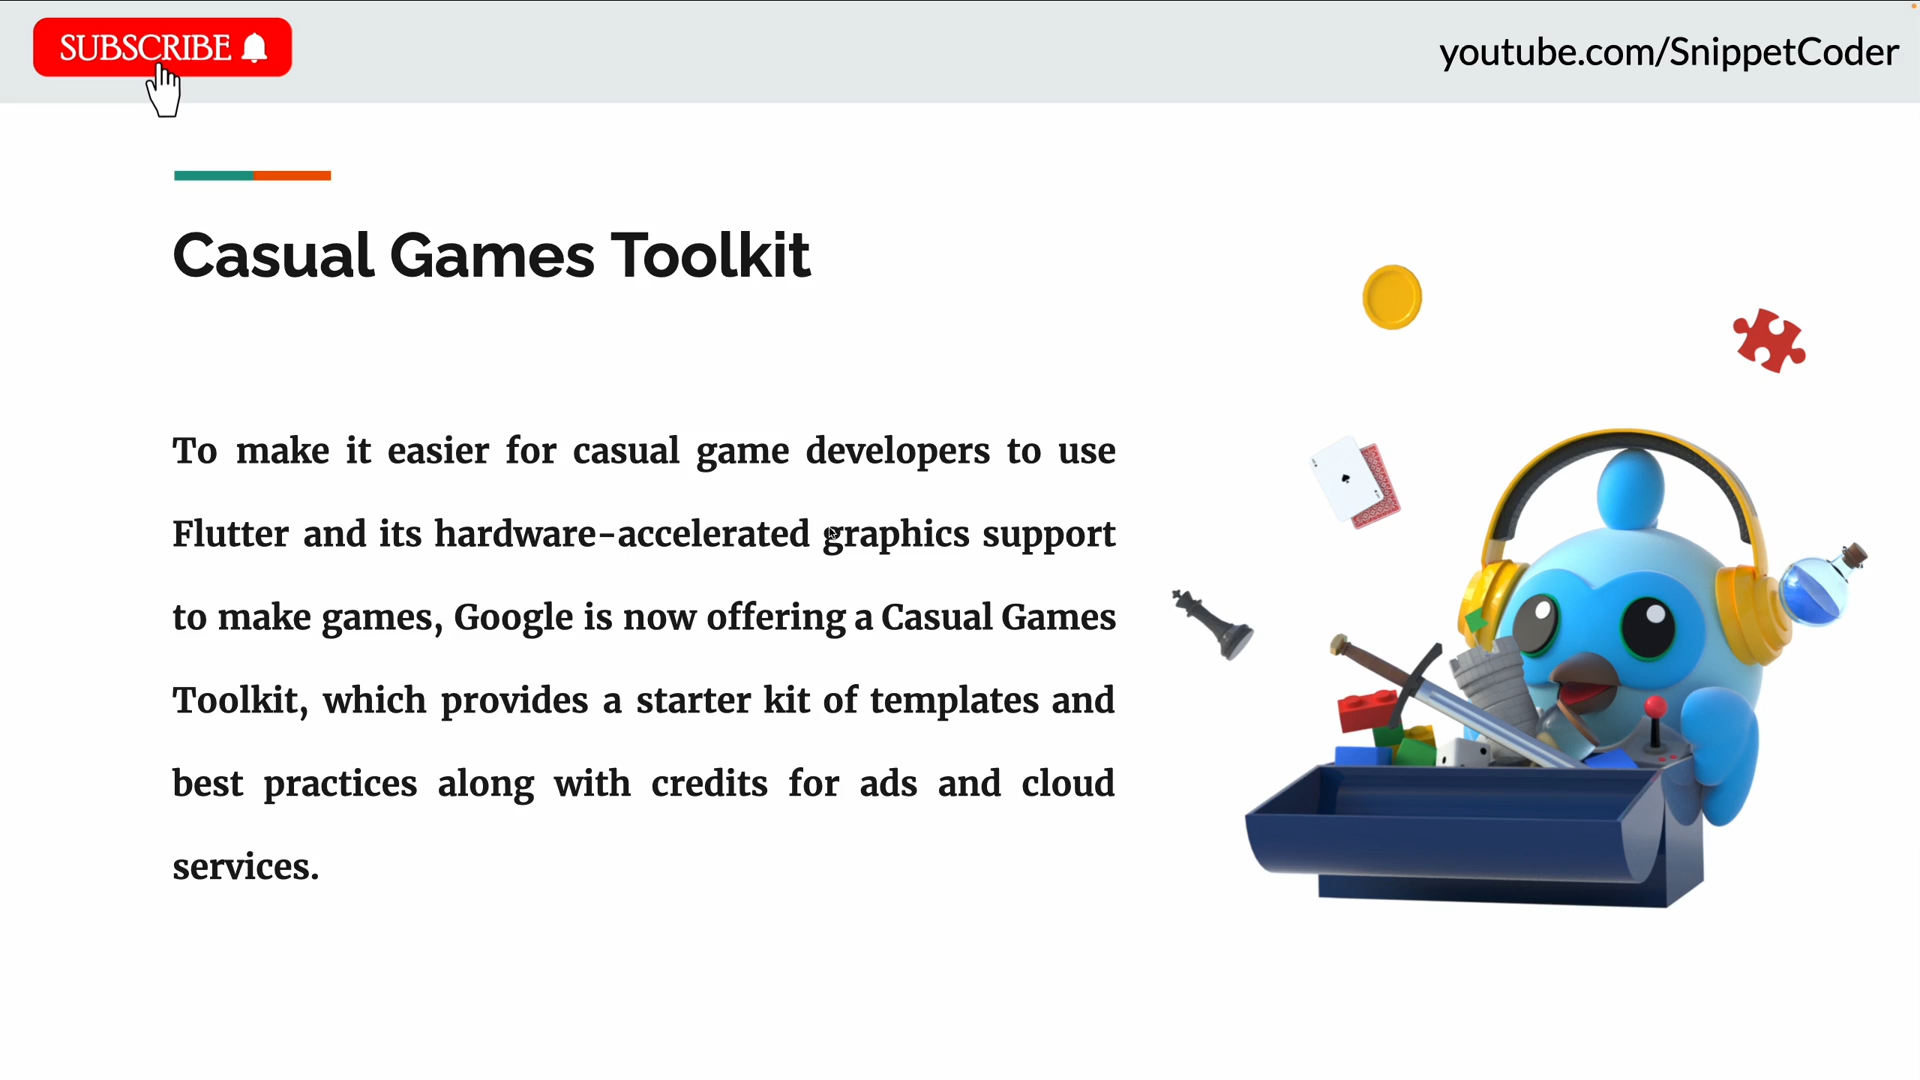 SUBSCRIBE
youtube.com/SnippetCoder
Casual Games Toolkit
To make it easier for casual game developers to use
Flutter and its hardware-accelerated graphics support
to make games, Google is now offering a Casual Games
Toolkit, which provides a starter kit of templates and
best practices along with credits for ads and cloud
services.